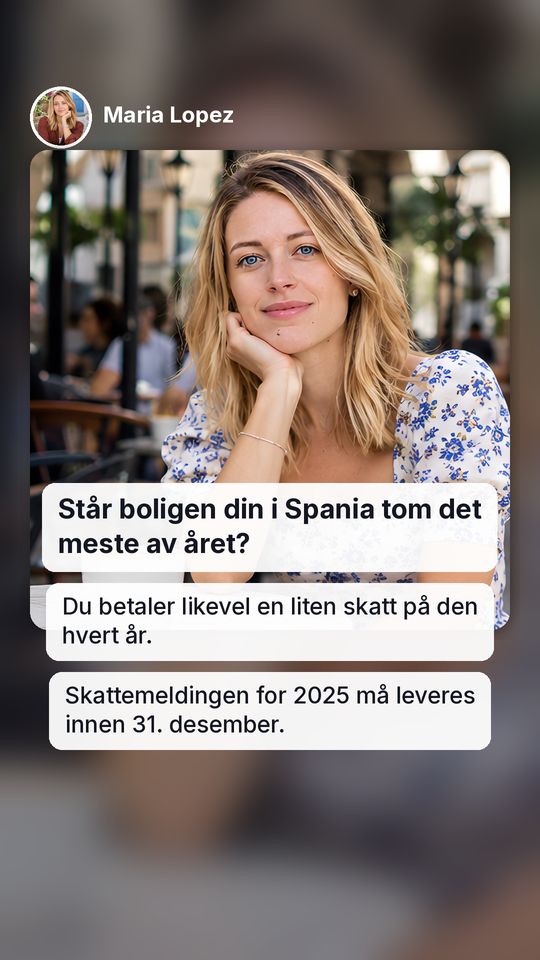 Maria Lopez
Står boligen din i Spania tom det
meste av året?
Du betaler likevel en liten skatt på den
hvert år.
Skattemeldingen for 2025 må leveres
innen 31. desember.